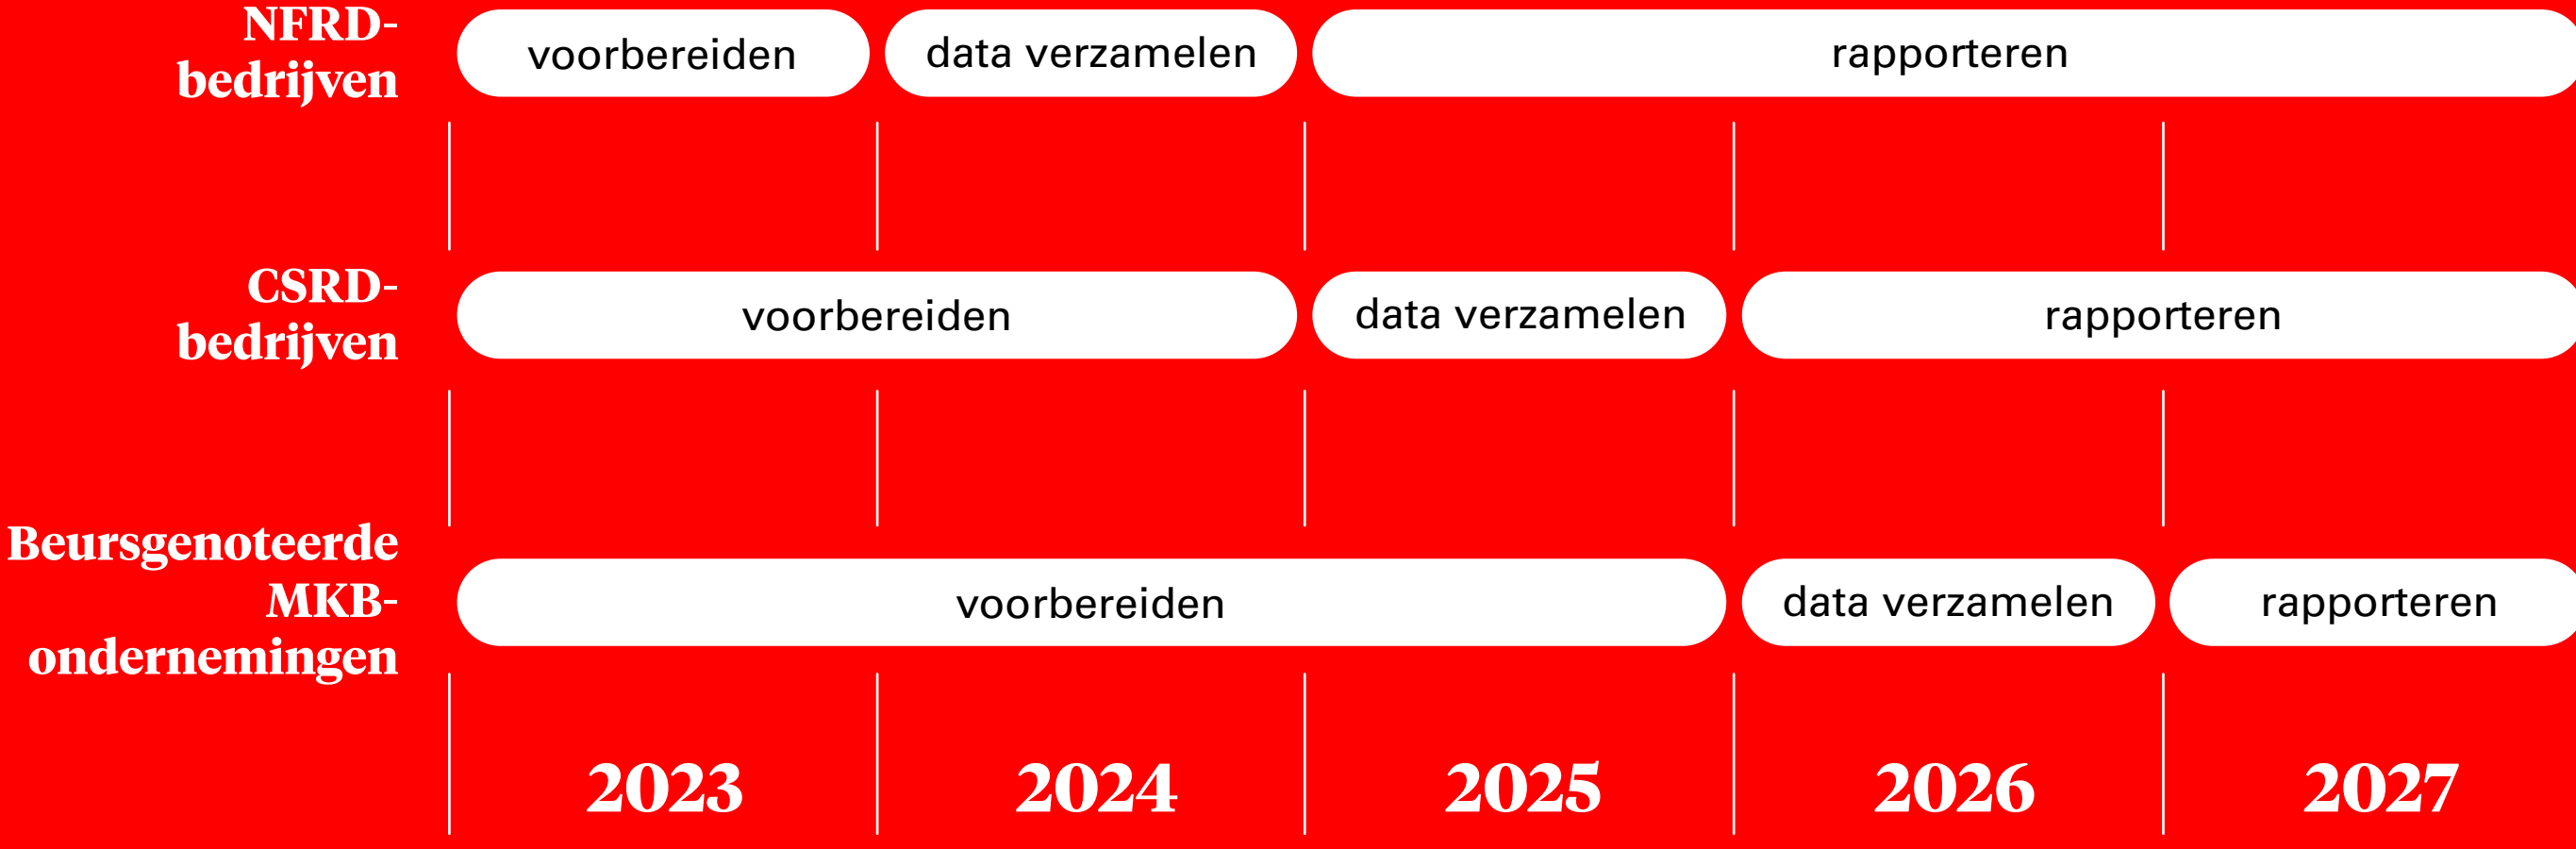 NFRD-
bedrijven
voorbereiden
data verzamelen
rapporteren
CSRD-
bedrijven
voorbereiden
data verzamelen
rapporteren
Beursgenoteerde
MKB-
ondernemingen
voorbereiden
data verzamelen
rapporteren
2023
2024
2025
2026
2027